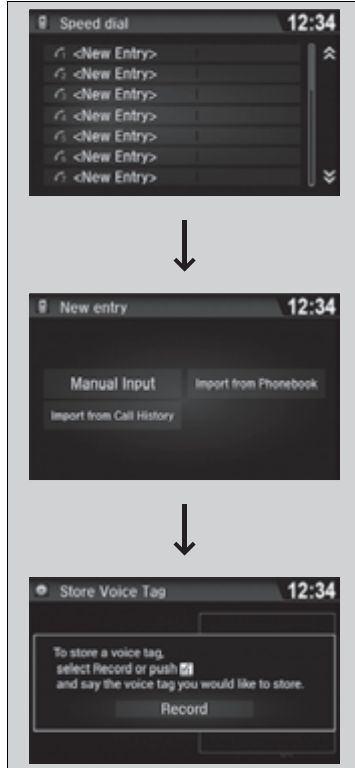 Speed dial 12:34
<New Entry>
<New Entry>
<New Entry>
<New Entry>
<New Entry>
<New Entry>
<New Entry>
New entry 12:34
Manual Input Import from Phonebook
Import from Call History
Store Voice Tag 12:34
To store a voice tag,
select Record or push
and say the voice tag you would like to store.
Record